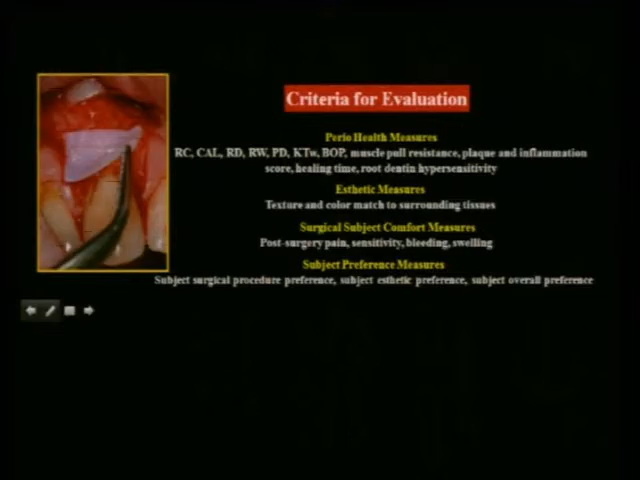 Criteria for Evaluation
Perio Health Measures
RC, CAL, RD, RW, PD, KTw, BOP, muscle pull resistance, plaque and inflammation
score, healing time, root dentin hypersensitivity
Esthetic Measures
Texture and color match to surrounding tissues
Surgical Subject Comfort Measures
Post-surgery pain, sensitivity, bleeding, swelling
Subject Preference Measures
Subject surgical procedure preference, subject esthetic preference, subject overall preference